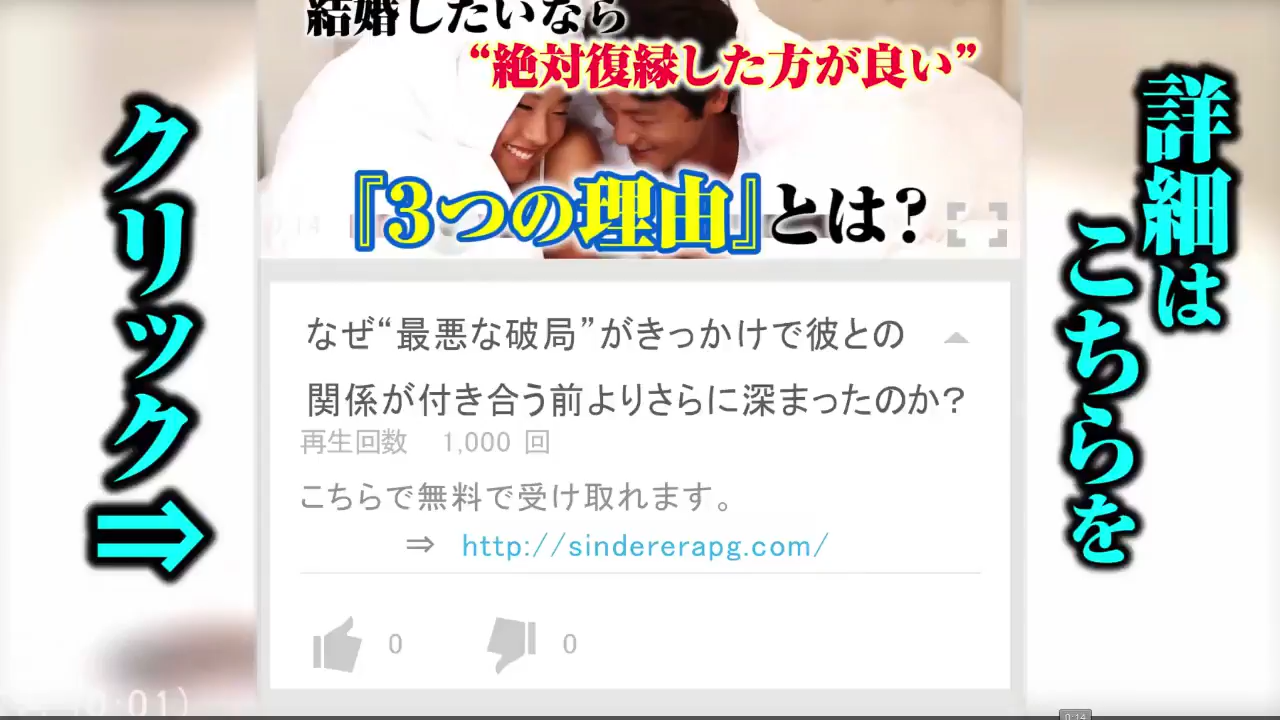 結婚したいなら
“絶対復縁した方が良い”
『3つの理由』とは?
詳細は
こちらを
クリック⇒
なぜ“最悪な破局”がきっかけで彼との
関係が付き合う前よりさらに深まったのか?
再生回数 1,000 回
こちらで無料で受け取れます。
⇒ http://sindererapg.com/
0 0
0:14